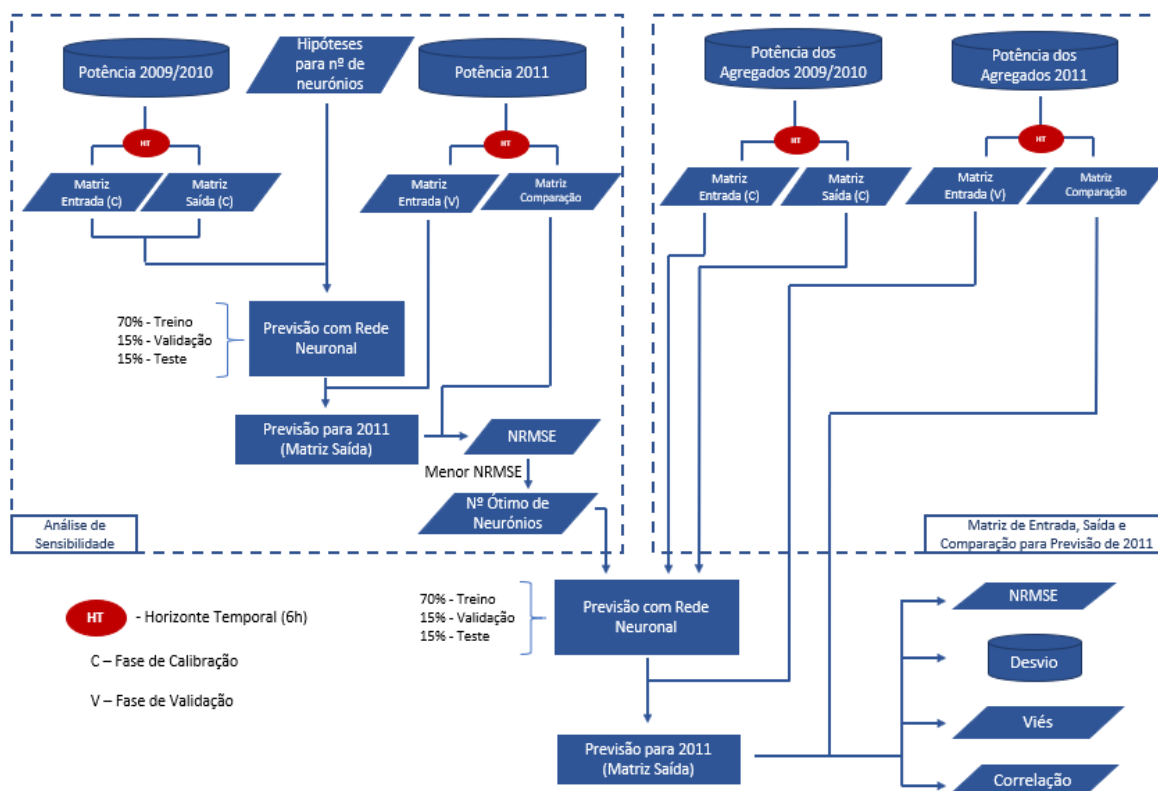 Potência 2009/2010
Hipóteses
para nº de
neurónios
Potência 2011
HT
HT
Matriz
Entrada (C)
Matriz
Saída (C)
Matriz
Entrada (V)
Matriz
Comparação
70% - Treino
15% - Validação
15% - Teste
Previsão com Rede
Neuronal
Previsão para 2011
(Matriz Saída)
NRMSE
Menor NRMSE
Nº Ótimo de
Neurónios
Análise de
Sensibilidade
Potência dos
Agregados 2009/2010
Potência dos
Agregados 2011
HT
HT
Matriz
Entrada (C)
Matriz
Saída (C)
Matriz
Entrada (V)
Matriz
Comparação
Matriz de Entrada, Saída e
Comparação para Previsão de 2011
HT
- Horizonte Temporal (6h)
C – Fase de Calibração
V – Fase de Validação
70% - Treino
15% - Validação
15% - Teste
Previsão com Rede
Neuronal
Previsão para 2011
(Matriz Saída)
NRMSE
Desvio
Viés
Correlação